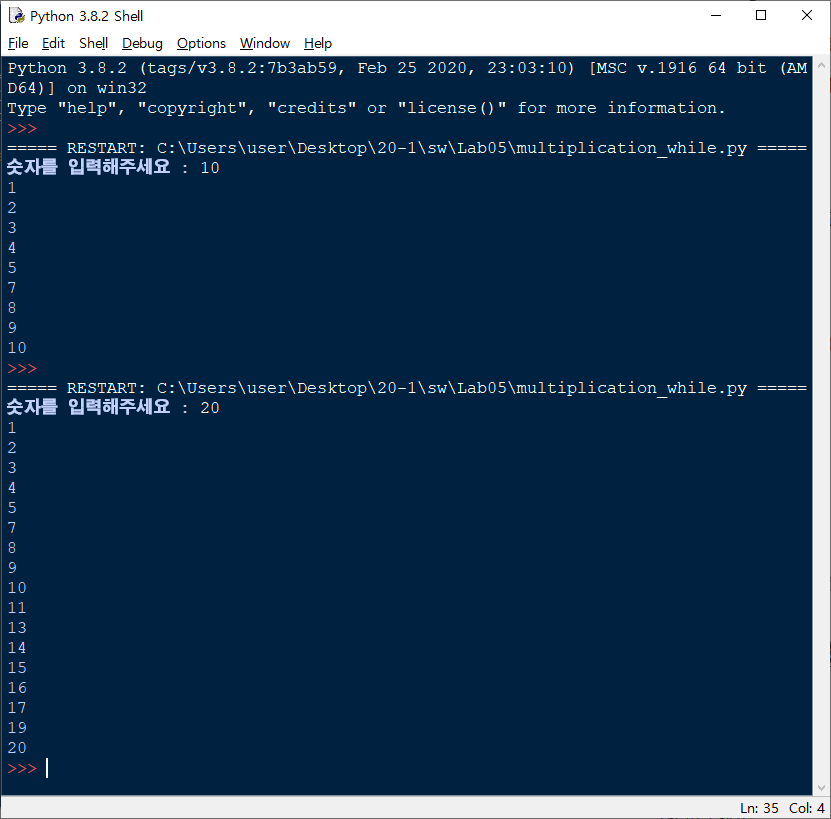 Python 3.8.2 Shell
File Edit Shell Debug Options Window Help
Python 3.8.2 (tags/v3.8.2:7b3ab59, Feb 25 2020, 23:03:10) [MSC v.1916 64 bit (AM
D64)] on win32
Type "help", "copyright", "credits" or "license()" for more information.
>>>
===== RESTART: C:\Users\user\Desktop\20-1\sw\Lab05\multiplication_while.py =====
숫자를 입력해주세요 : 10
1
2
3
4
5
7
8
9
10
>>>
===== RESTART: C:\Users\user\Desktop\20-1\sw\Lab05\multiplication_while.py =====
숫자를 입력해주세요 : 20
1
2
3
4
5
7
8
9
10
11
13
14
15
16
17
19
20
>>>
Ln: 35 Col: 4